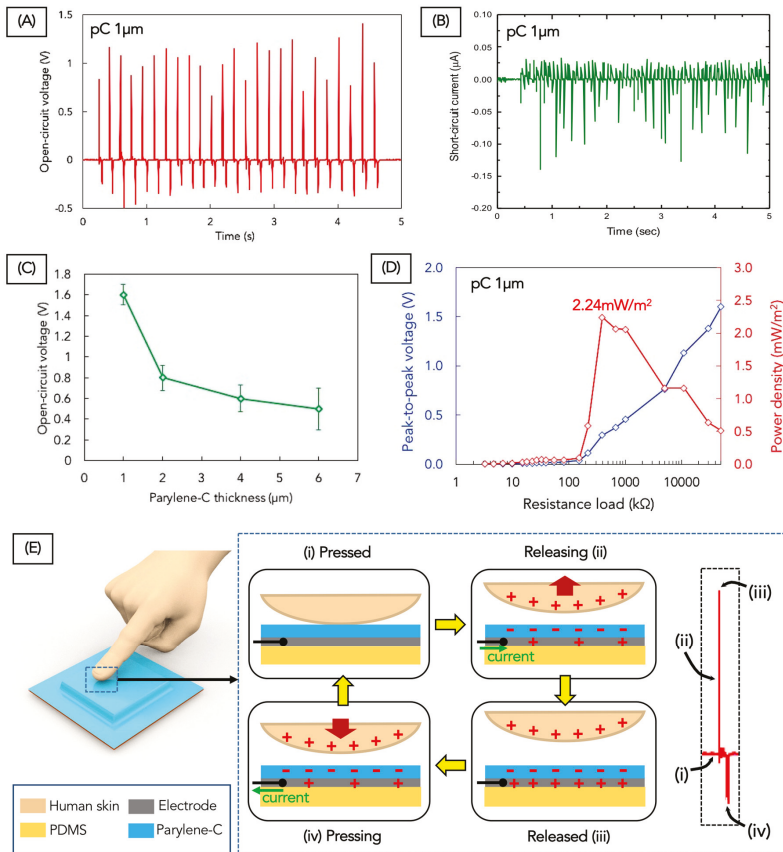 (A)
pC 1μm
Open-circuit voltage (V)
1.5
1
0.5
0
-0.5
0 1 2 3 4 5
Time (s)
(B)
pC 1μm
Short-circuit current (μA)
0.10
0.05
0.00
-0.05
-0.10
-0.15
-0.20
0 1 2 3 4 5
Time (sec)
(C)
Open-circuit voltage (V)
1.8
1.6
1.4
1.2
1
0.8
0.6
0.4
0.2
0
0 1 2 3 4 5 6 7
Parylene-C thickness (μm)
(D)
pC 1μm
2.24mW/m²
Peak-to-peak voltage (V)
2.0
1.5
1.0
0.5
0.0
Power density (mW/m²)
3.0
2.5
2.0
1.5
1.0
0.5
0.0
1 10 100 1000 10000
Resistance load (kΩ)
(E)
(i) Pressed
Releasing (ii)
current
current
(iv) Pressing
Released (iii)
(iii)
(ii)
(i)
(iv)
Human skin
Electrode
PDMS
Parylene-C